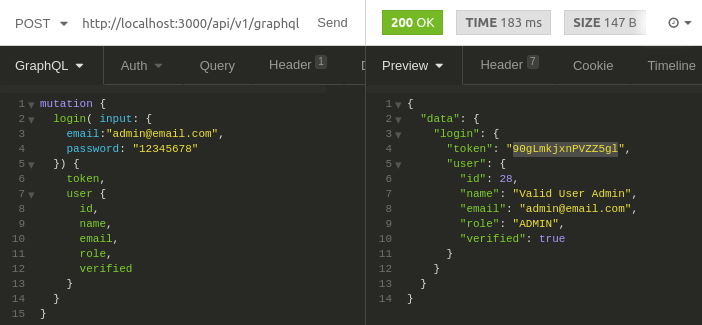 POST http://localhost:3000/api/v1/graphql Send
200 OK TIME 183 ms SIZE 147 B
GraphQL Auth Query Header 1
Preview Header 7 Cookie Timeline
1 mutation {
2 login( input: {
3 email:"admin@email.com",
4 password: "12345678"
5 }) {
6 token,
7 user {
8 id,
9 name,
10 email,
11 role,
12 verified
13 }
14 }
15 }
1 {
2 "data": {
3 "login": {
4 "token": "90gLmkjxnPVZZ5gl",
5 "user": {
6 "id": 28,
7 "name": "Valid User Admin",
8 "email": "admin@email.com",
9 "role": "ADMIN",
10 "verified": true
11 }
12 }
13 }
14 }